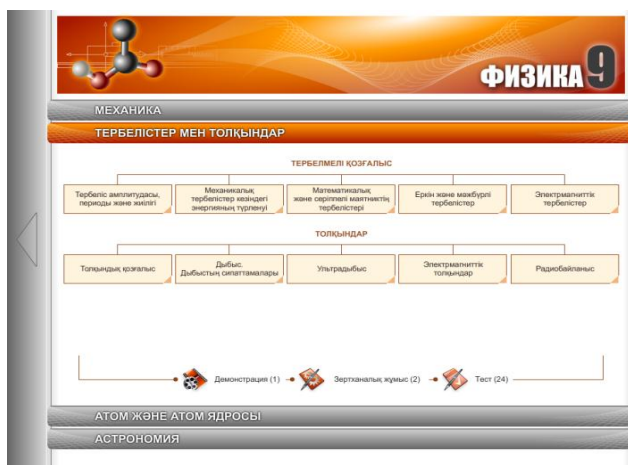 ФИЗИКА 9
МЕХАНИКА
ТЕРБЕЛІСТЕР МЕН ТОЛҚЫНДАР
ТЕРБЕЛМЕЛІ ҚОЗҒАЛЫС
Тербеліс амплитудасы,
периоды және жиілігі
Механикалық
тербелістер кезіндегі
энергияның түрленуі
Математикалық
және серіппелі маятниктің
тербелістері
Еркін және мәжбүрлі
тербелістер
Электрмагниттік
тербелістер
ТОЛҚЫНДАР
Толқындық қозғалыс
Дыбыс.
Дыбыстың сипаттамалары
Ультрадыбыс
Электрмагниттік
толқындар
Радиобайланыс
Демонстрация (1)
Зертханалық жұмыс (2)
Тест (24)
АТОМ ЖӘНЕ АТОМ ЯДРОСЫ
АСТРОНОМИЯ